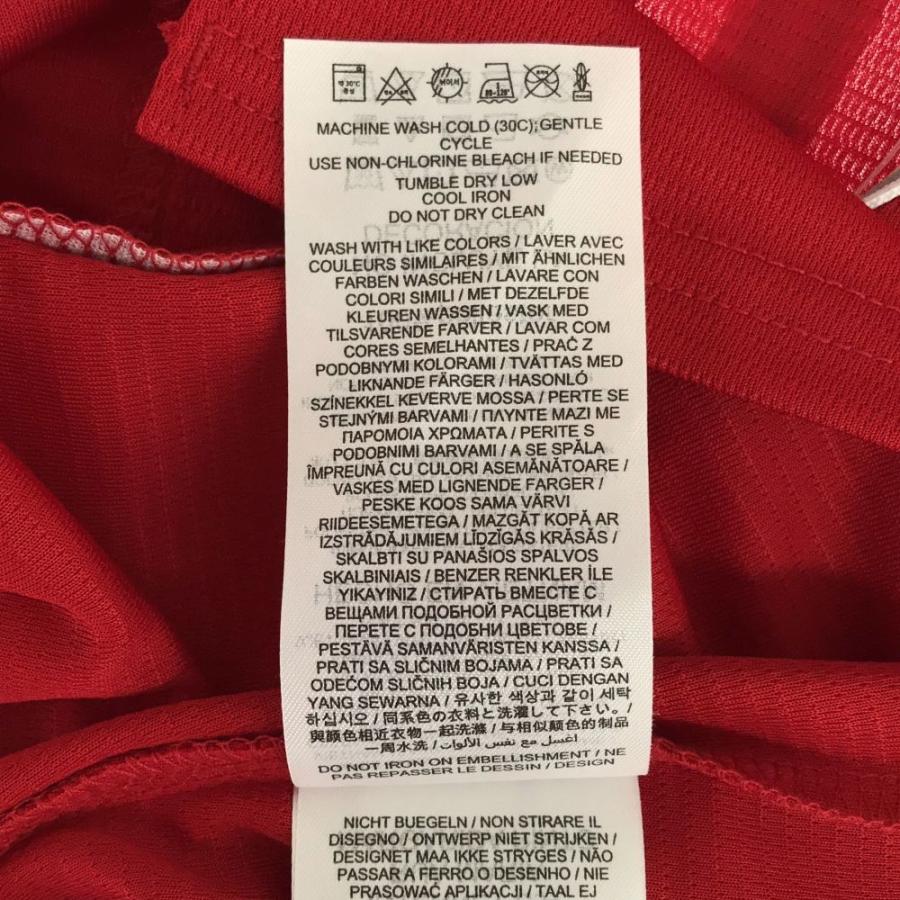 약 30℃
중성
80~120℃
MACHINE WASH COLD (30C); GENTLE
CYCLE
USE NON-CHLORINE BLEACH IF NEEDED
TUMBLE DRY LOW
COOL IRON
DO NOT DRY CLEAN
WASH WITH LIKE COLORS / LAVER AVEC
COULEURS SIMILAIRES / MIT ÄHNLICHEN
FARBEN WASCHEN / LAVARE CON
COLORI SIMILI / MET DEZELFDE
KLEUREN WASSEN / VASK MED
TILSVARENDE FARVER / LAVAR COM
CORES SEMELHANTES / PRAĆ Z
PODOBNYMI KOLORAMI / TVÄTTAS MED
LIKNANDE FÄRGER / HASONLÓ
SZÍNEKKEL KEVERVE MOSSA / PERTE SE
STEJNÝMI BARVAMI / ΠΛΥΝΤΕ ΜΑΖΙ ΜΕ
ΠΑΡΟΜΟΙΑ ΧΡΩΜΑΤΑ / PERITE S
PODOBNIMI BARVAMI / A SE SPĂLA
ÎMPREUNĂ CU CULORI ASEMĂNĂTOARE /
VASKES MED LIGNENDE FARGER /
PESKE KOOS SAMA VÄRVI
RIIDEESEMETEGA / MAZGĀT KOPĀ AR
IZSTRĀDĀJUMIEM LĪDZĪGĀS KRĀSĀS /
SKALBTI SU PANAŠIOS SPALVOS
SKALBINIAIS / BENZER RENKLER İLE
YIKAYINIZ / СТИРАТЬ ВМЕСТЕ С
ВЕЩАМИ ПОДОБНОЙ РАСЦВЕТКИ /
ПЕРЕТЕ С ПОДОБНИ ЦВЕТОВЕ /
PESTÄVÄ SAMANVÄRISTEN KANSSA /
PRATI SA SLIČNIM BOJAMA / PRATI SA
ODEĆOM SLIČNIH BOJA / CUCI DENGAN
YANG SEWARNA / 유사한 색상과 같이 세탁
하십시오 / 同系色の衣料と洗濯して下さい /
與顏色相近衣物一起洗滌 / 与相似颜色的制品
一同水洗 / اغسل مع نفس الألوان /
DO NOT IRON ON EMBELLISHMENT / NE
PAS REPASSER LE DESSIN / DESIGN
NICHT BUEGELN / NON STIRARE IL
DISEGNO / ONTWERP NIET STRIJKEN /
DESIGNET MAA IKKE STRYGES / NÃO
PASSAR A FERRO O DESENHO / NIE
PRASOWAĆ APLIKACJI / TAAL EJ